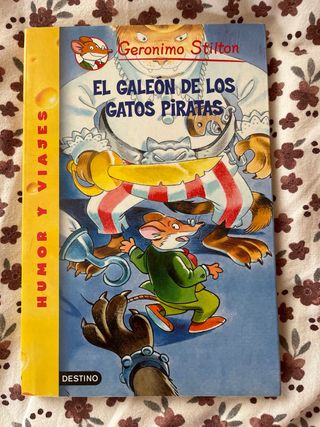 Geronimo Stilton
EL GALEÓN DE LOS
GATOS PIRATAS
HUMOR Y VIAJES
DESTINO